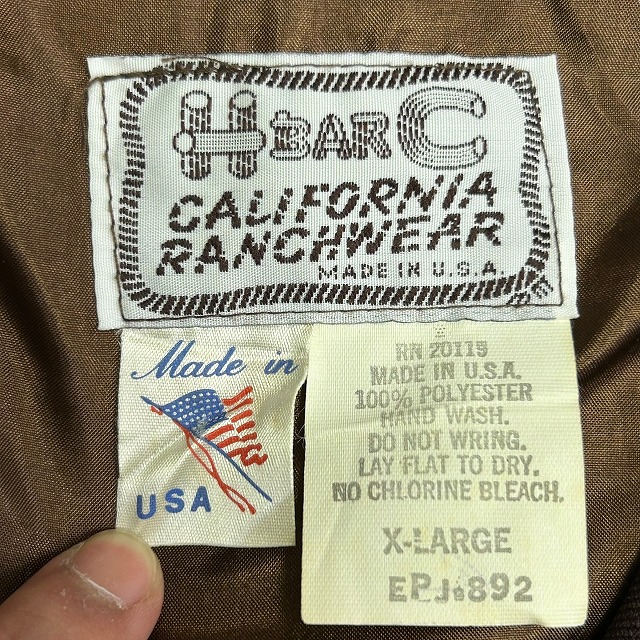 H BAR C
CALIFORNIA
RANCHWEAR
MADE IN U.S.A.
Made in
USA
RN 20119
MADE IN U.S.A.
100% POLYESTER
HAND WASH.
DO NOT WRING.
LAY FLAT TO DRY.
NO CHLORINE BLEACH.
X-LARGE